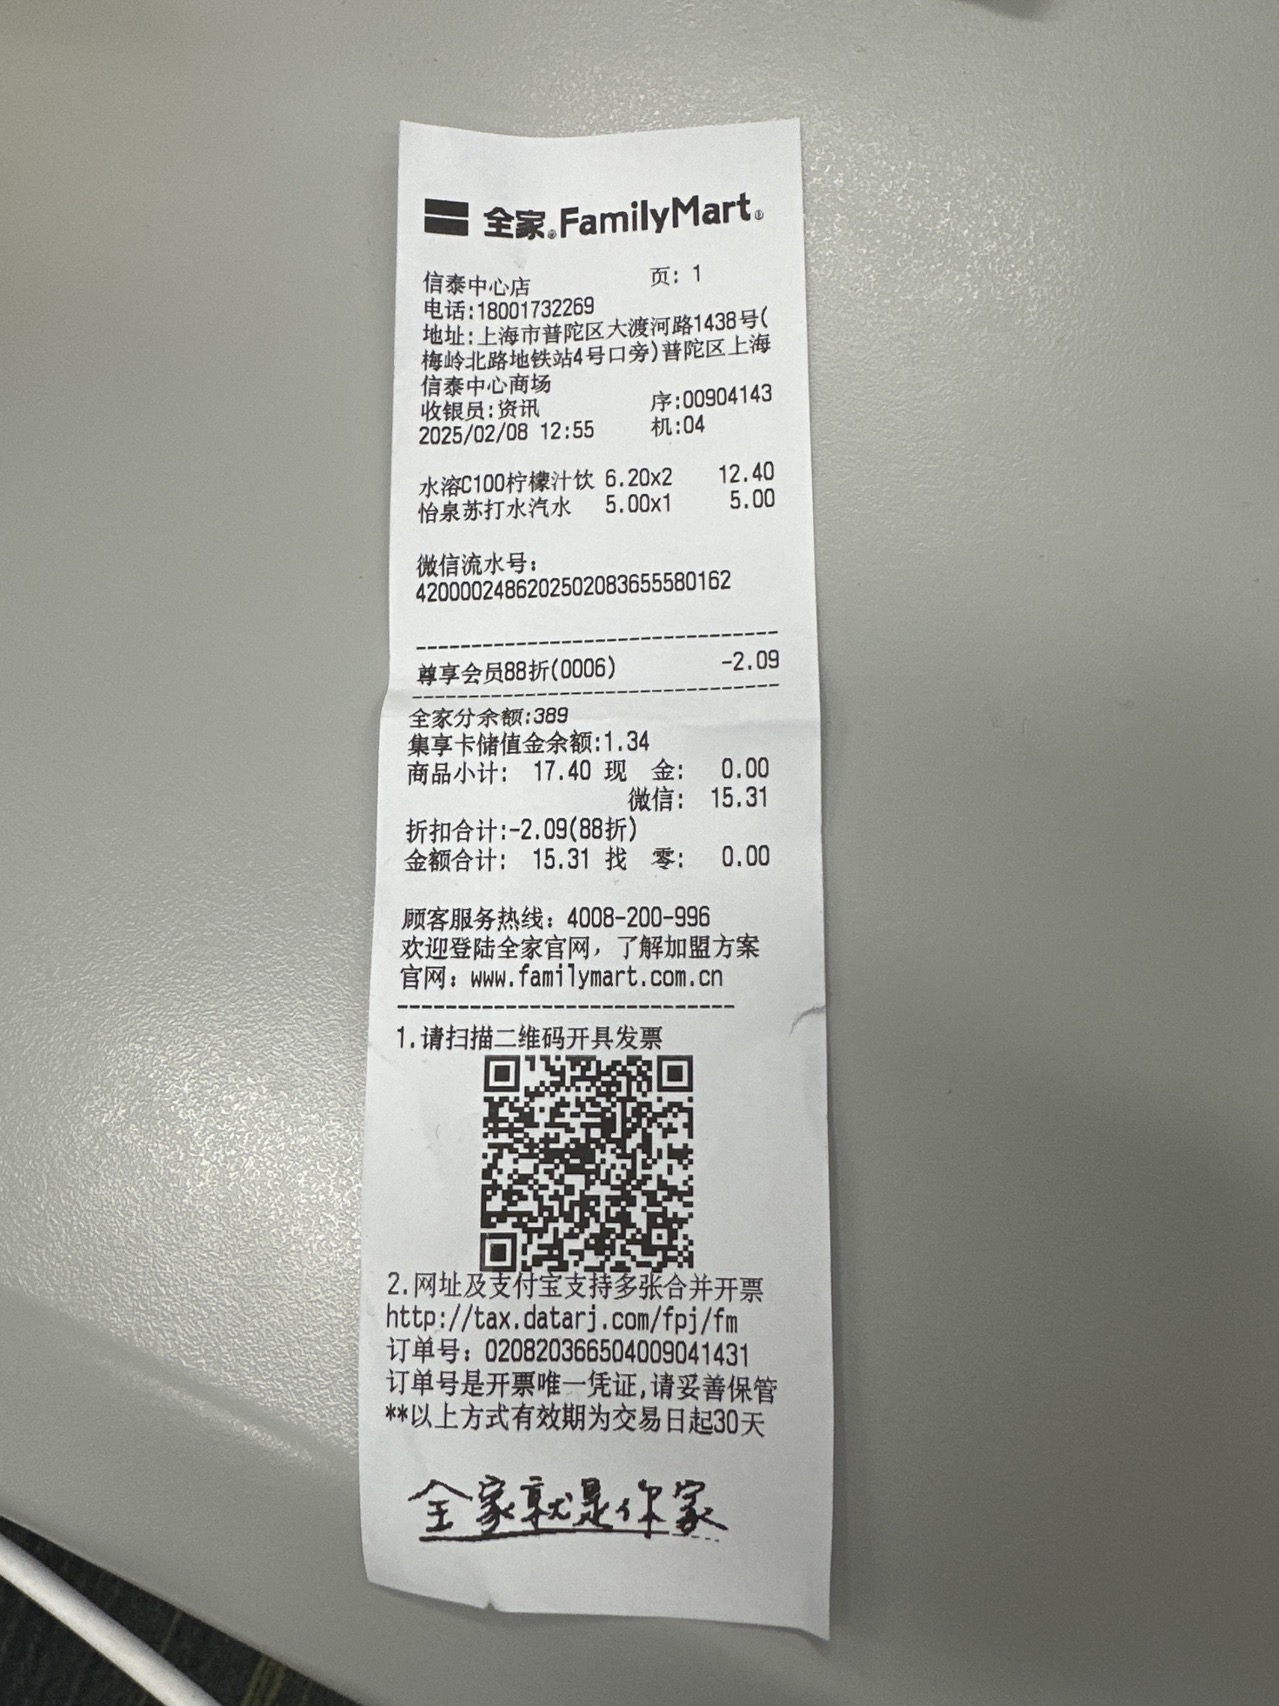 全家®FamilyMart®
信泰中心店 页: 1
电话:18001732269
地址:上海市普陀区大渡河路1438号(
梅岭北路地铁站4号口旁)普陀区上海
信泰中心商场
收银员:资讯 序:00904143
2025/02/08 12:55 机:04
水溶C100柠檬汁饮 6.20x2 12.40
怡泉苏打水汽水 5.00x1 5.00
微信流水号:
4200002486202502083655580162
--------------------------------
尊享会员88折(0006) -2.09
--------------------------------
全家分余额:389
集享卡储值金余额:1.34
商品小计: 17.40 现 金: 0.00
微信: 15.31
折扣合计:-2.09(88折)
金额合计: 15.31 找 零: 0.00
顾客服务热线: 4008-200-996
欢迎登陆全家官网, 了解加盟方案
官网: www.familymart.com.cn
------------------------------
1.请扫描二维码开具发票
2.网址及支付宝支持多张合并开票
http://tax.datarj.com/fpj/fm
订单号: 020820366504009041431
订单号是开票唯一凭证,请妥善保管
**以上方式有效期为交易日起30天
全家就是你家